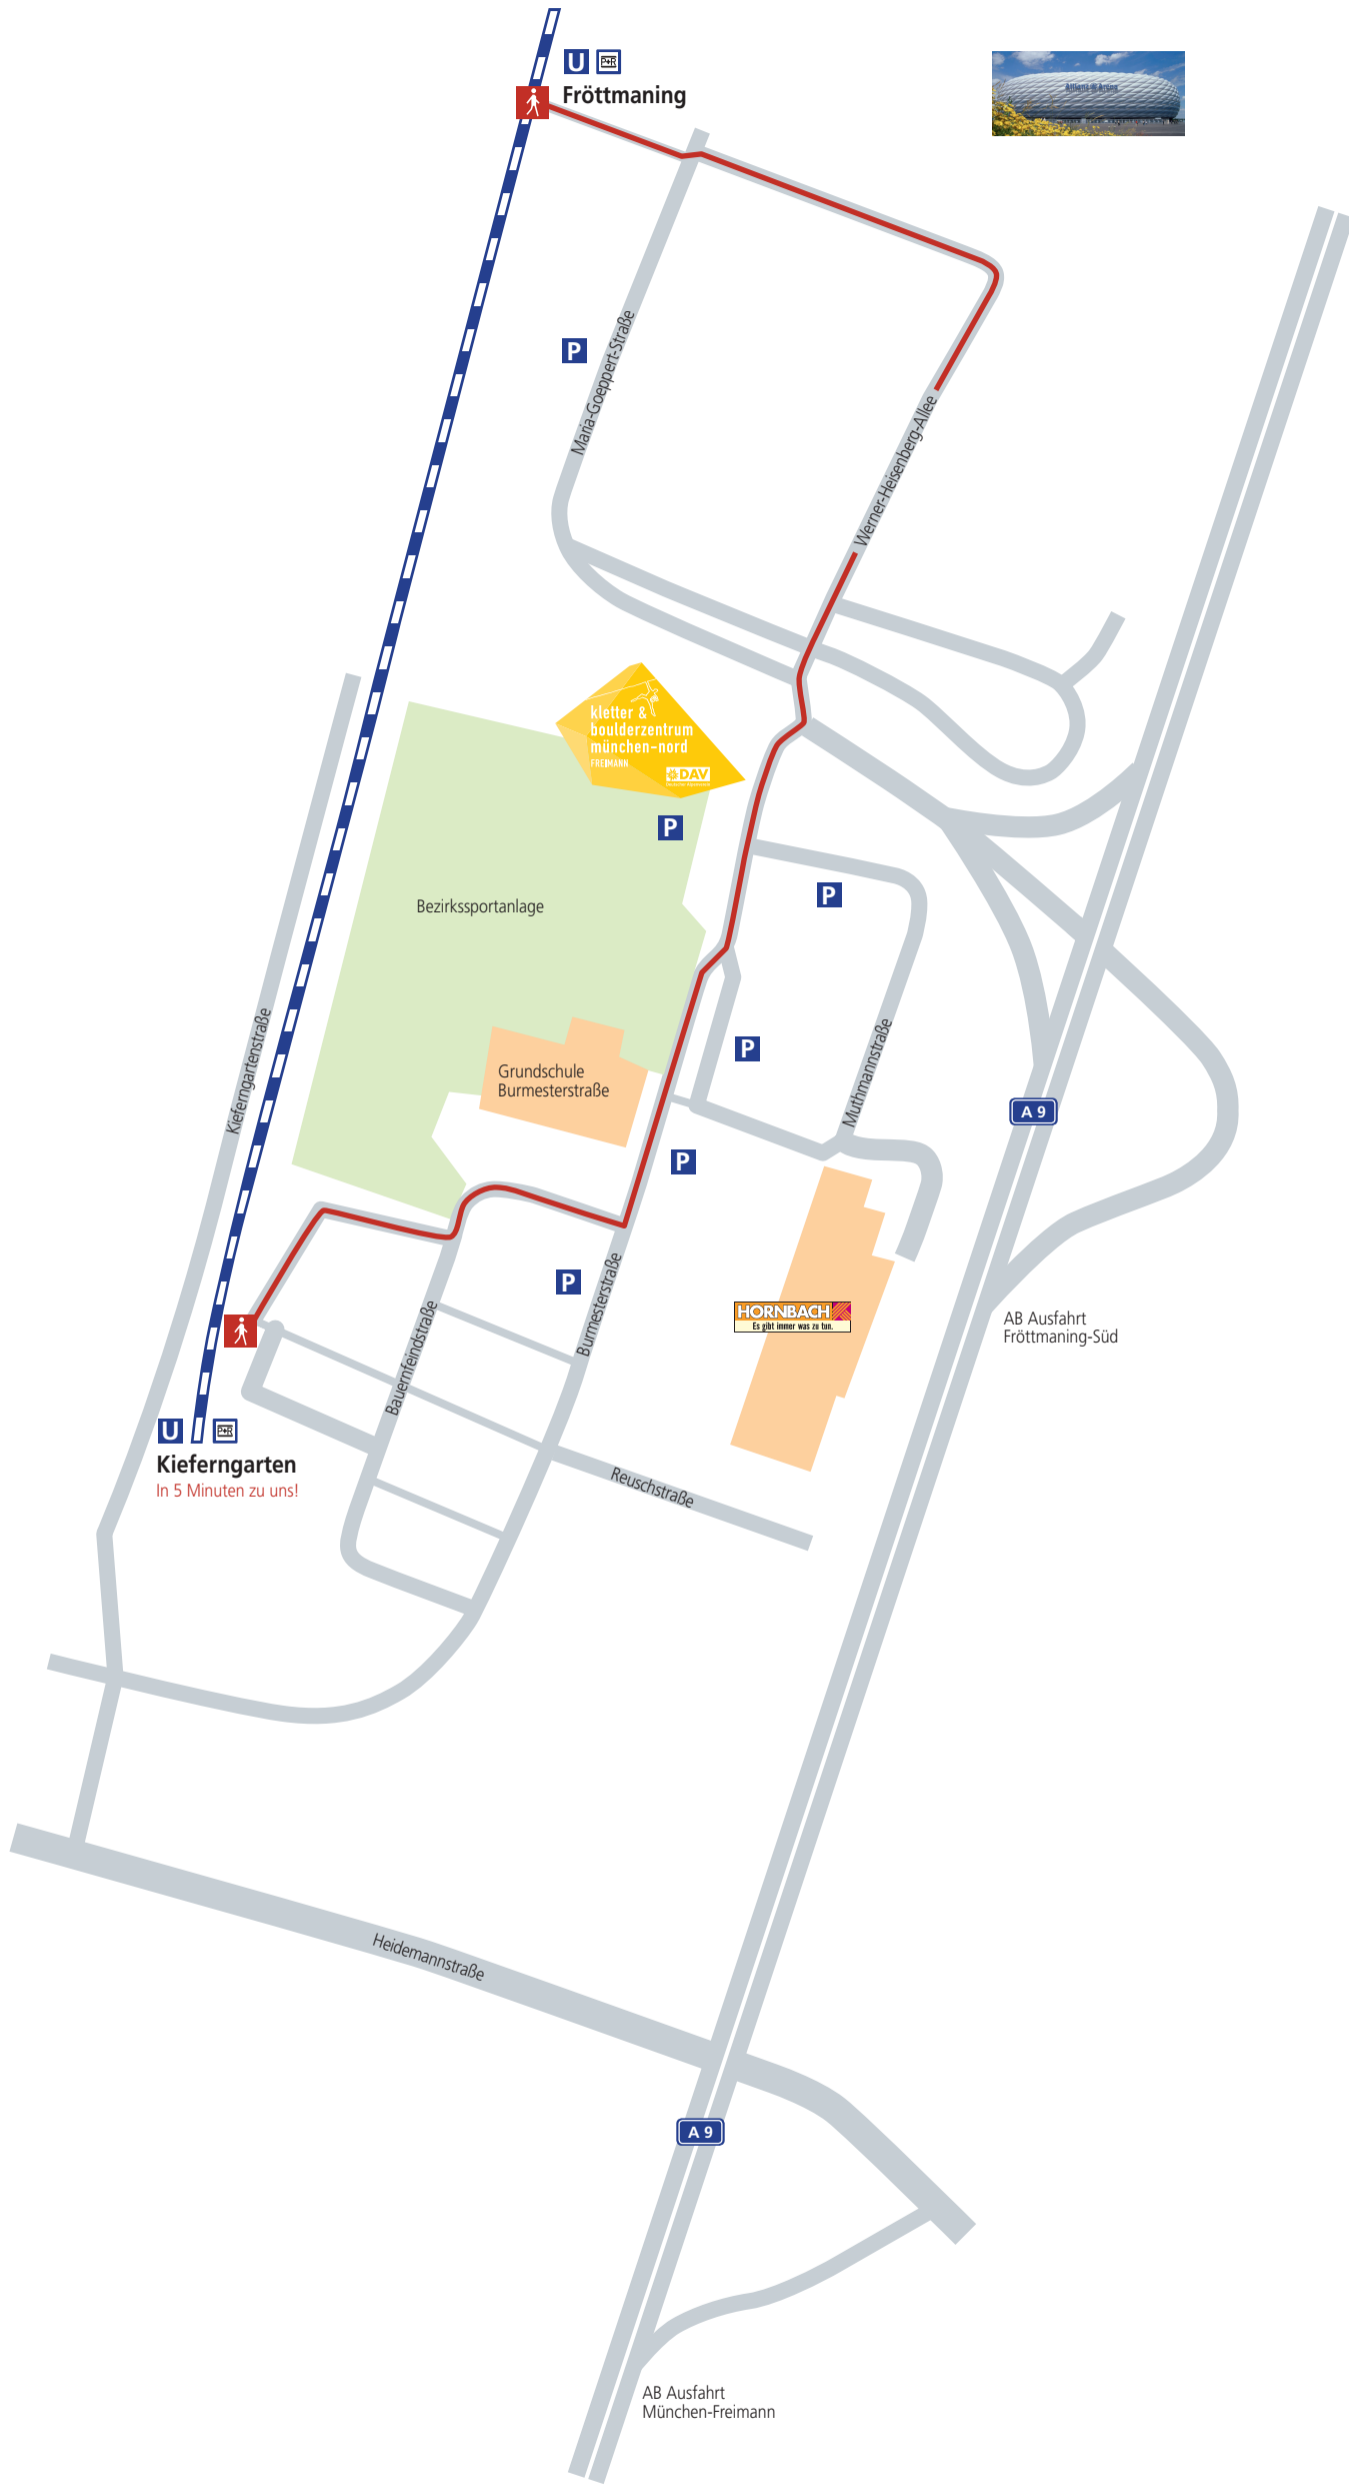 U P+R
Fröttmaning
Allianz Arena
P
Maria-Goeppert-Straße
Werner-Heisenberg-Allee
kletter &
boulderzentrum
münchen-nord
FREIMANN
DAV
P
Bezirkssportanlage
P
Kieferngartenstraße
P
Muthmannstraße
Grundschule
Burmesterstraße
A 9
P
P
Burmesterstraße
Bauernfeindstraße
HORNBACH
Es gibt immer was zu tun.
AB Ausfahrt
Fröttmaning-Süd
U P+R
Kieferngarten
In 5 Minuten zu uns!
Reuschstraße
Heidemannstraße
A 9
AB Ausfahrt
München-Freimann